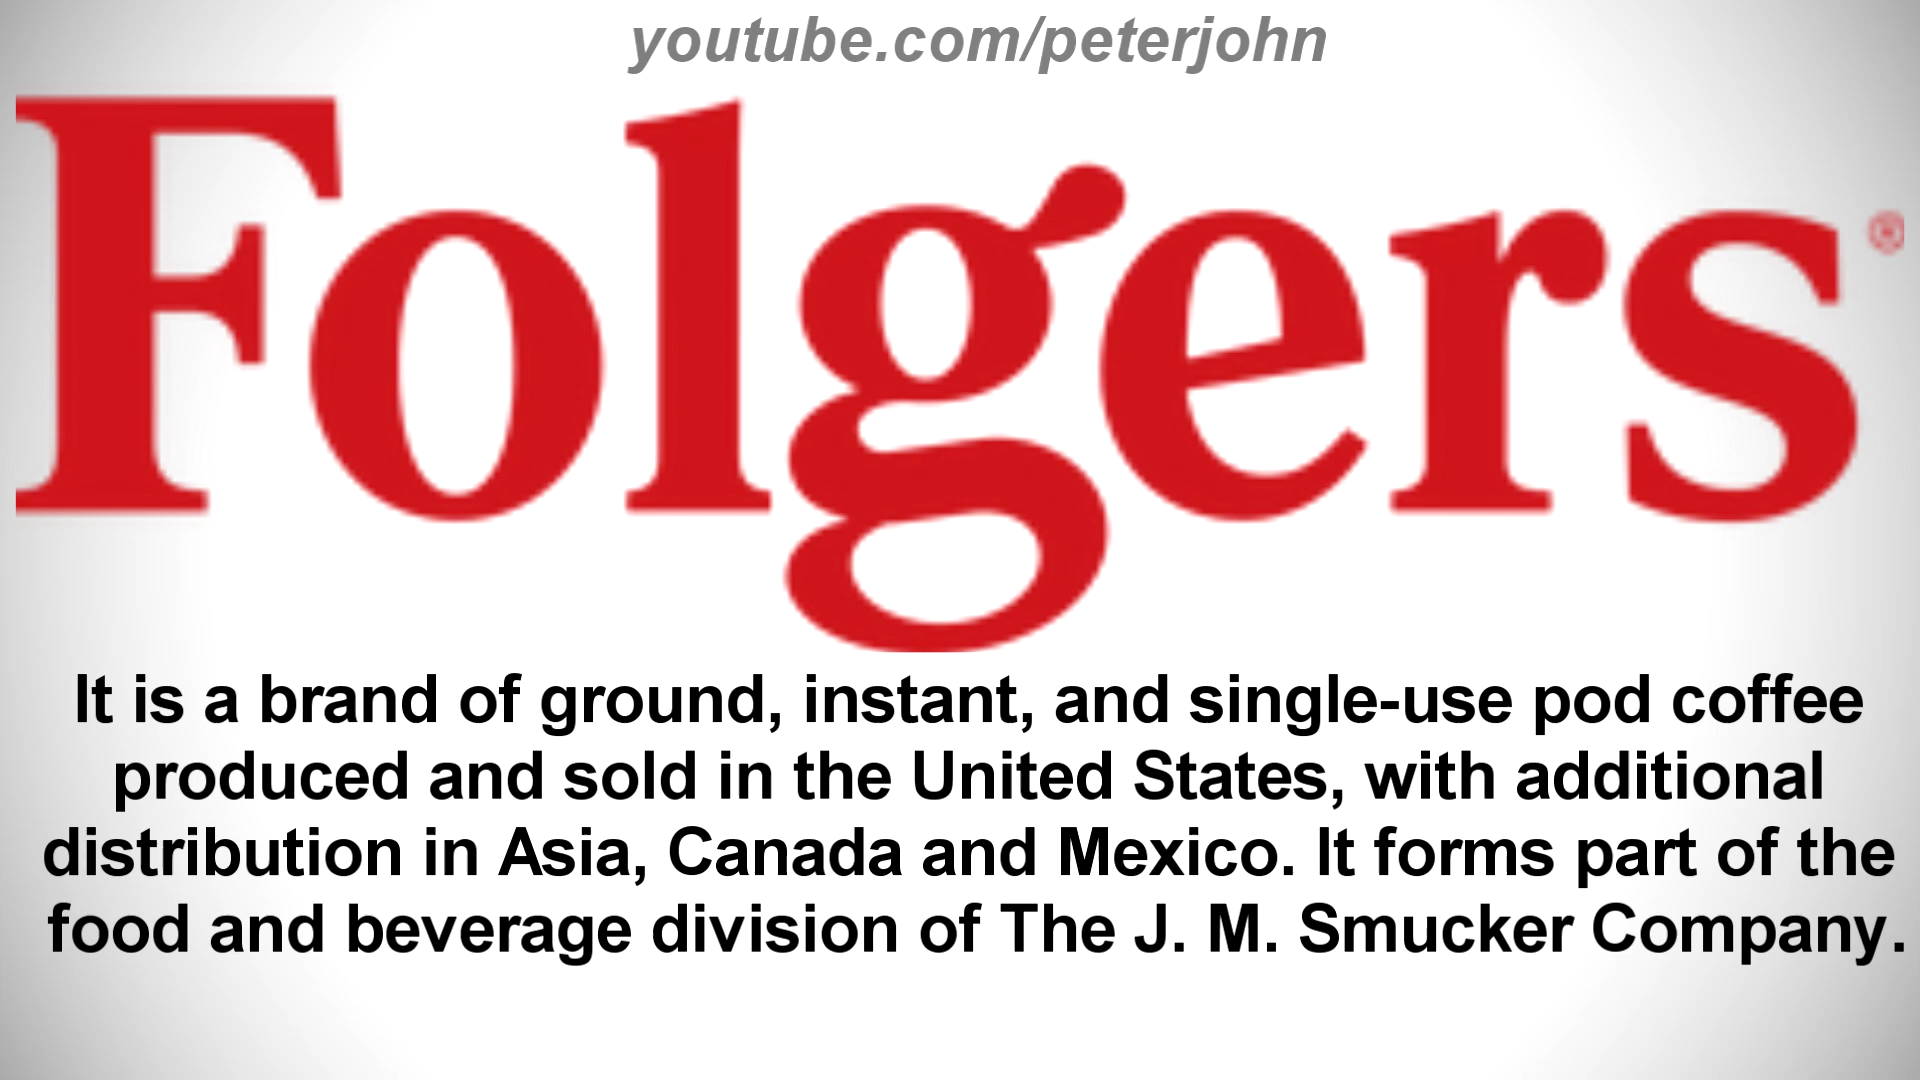 youtube.com/peterjohn
Folgers®
It is a brand of ground, instant, and single-use pod coffee
produced and sold in the United States, with additional
distribution in Asia, Canada and Mexico. It forms part of the
food and beverage division of The J. M. Smucker Company.